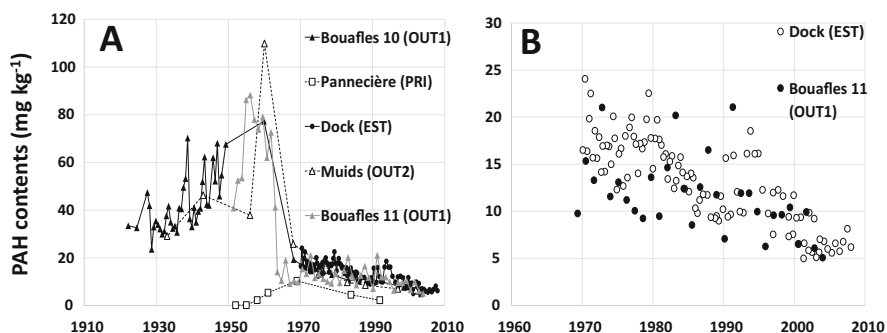 A
B
PAH contents (mg kg-1)
120
100
80
60
40
20
0
1910
1930
1950
1970
1990
2010
Bouafles 10 (OUT1)
Pannecière (PRI)
Dock (EST)
Muids (OUT2)
Bouafles 11 (OUT1)
30
25
20
15
10
5
0
1960
1970
1980
1990
2000
2010
Dock (EST)
Bouafles 11
(OUT1)